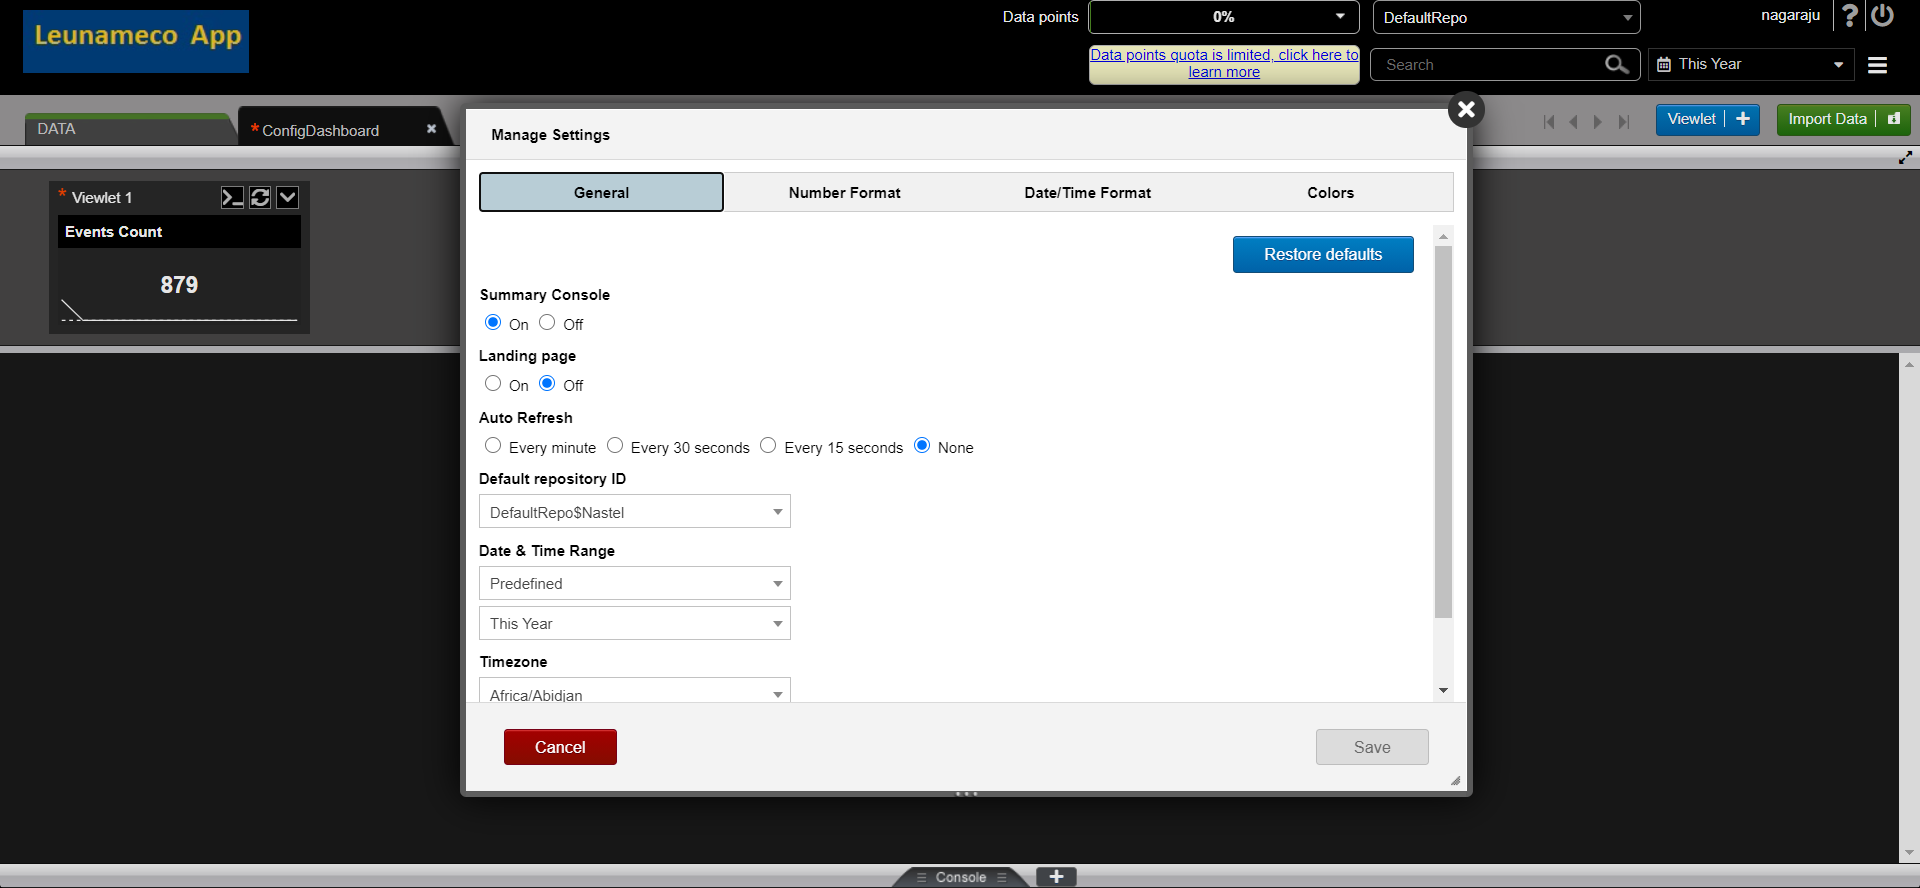 Leunameco App
Data points
0%
DefaultRepo
nagaraju
?
Data points quota is limited, click here to
learn more
Search
This Year
DATA
* ConfigDashboard
Viewlet
Import Data
Manage Settings
General
Number Format
Date/Time Format
Colors
* Viewlet 1
Events Count
879
Restore defaults
Summary Console
On
Off
Landing page
On
Off
Auto Refresh
Every minute
Every 30 seconds
Every 15 seconds
None
Default repository ID
DefaultRepo$Nastel
Date & Time Range
Predefined
This Year
Timezone
Africa/Abidjan
Cancel
Save
Console